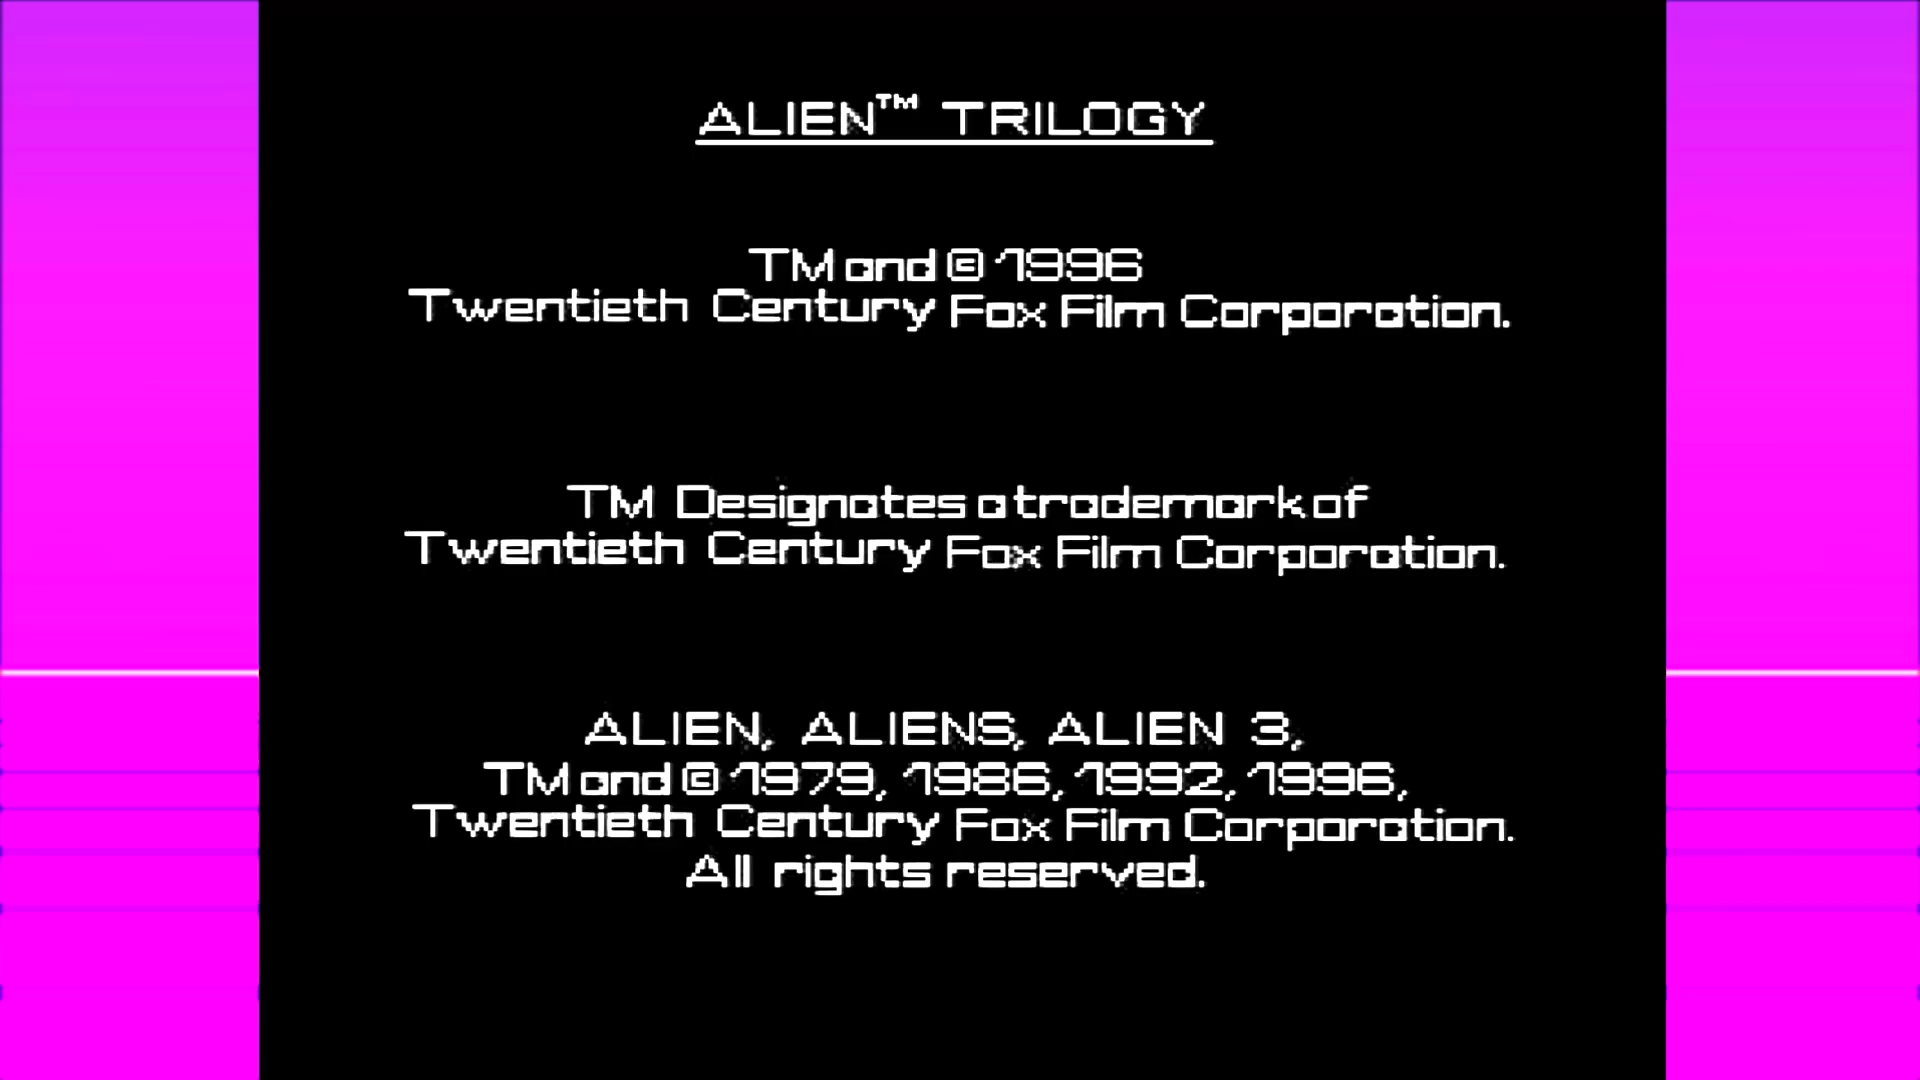 ALIEN™ TRILOGY
TM and © 1996
Twentieth Century Fox Film Corporation.
TM Designates a trademark of
Twentieth Century Fox Film Corporation.
ALIEN, ALIENS, ALIEN 3,
TM and © 1979, 1986, 1992, 1996,
Twentieth Century Fox Film Corporation.
All rights reserved.